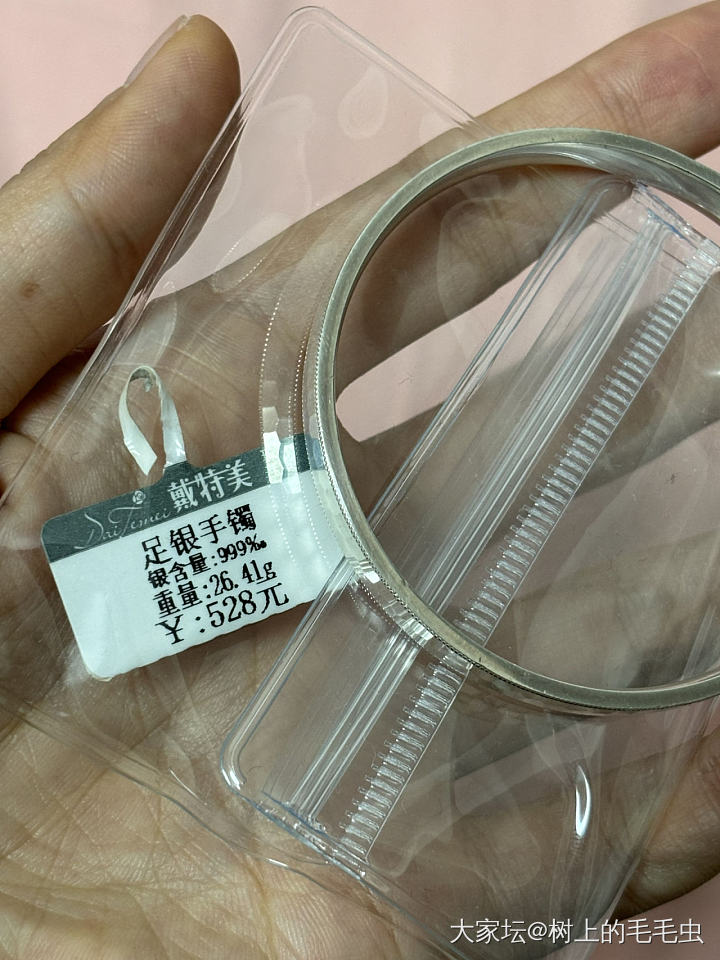 戴特美
DaiTemei
足银手镯
银含量:999‰
重量:26.41g
￥:528元
大家坛@树上的毛毛虫